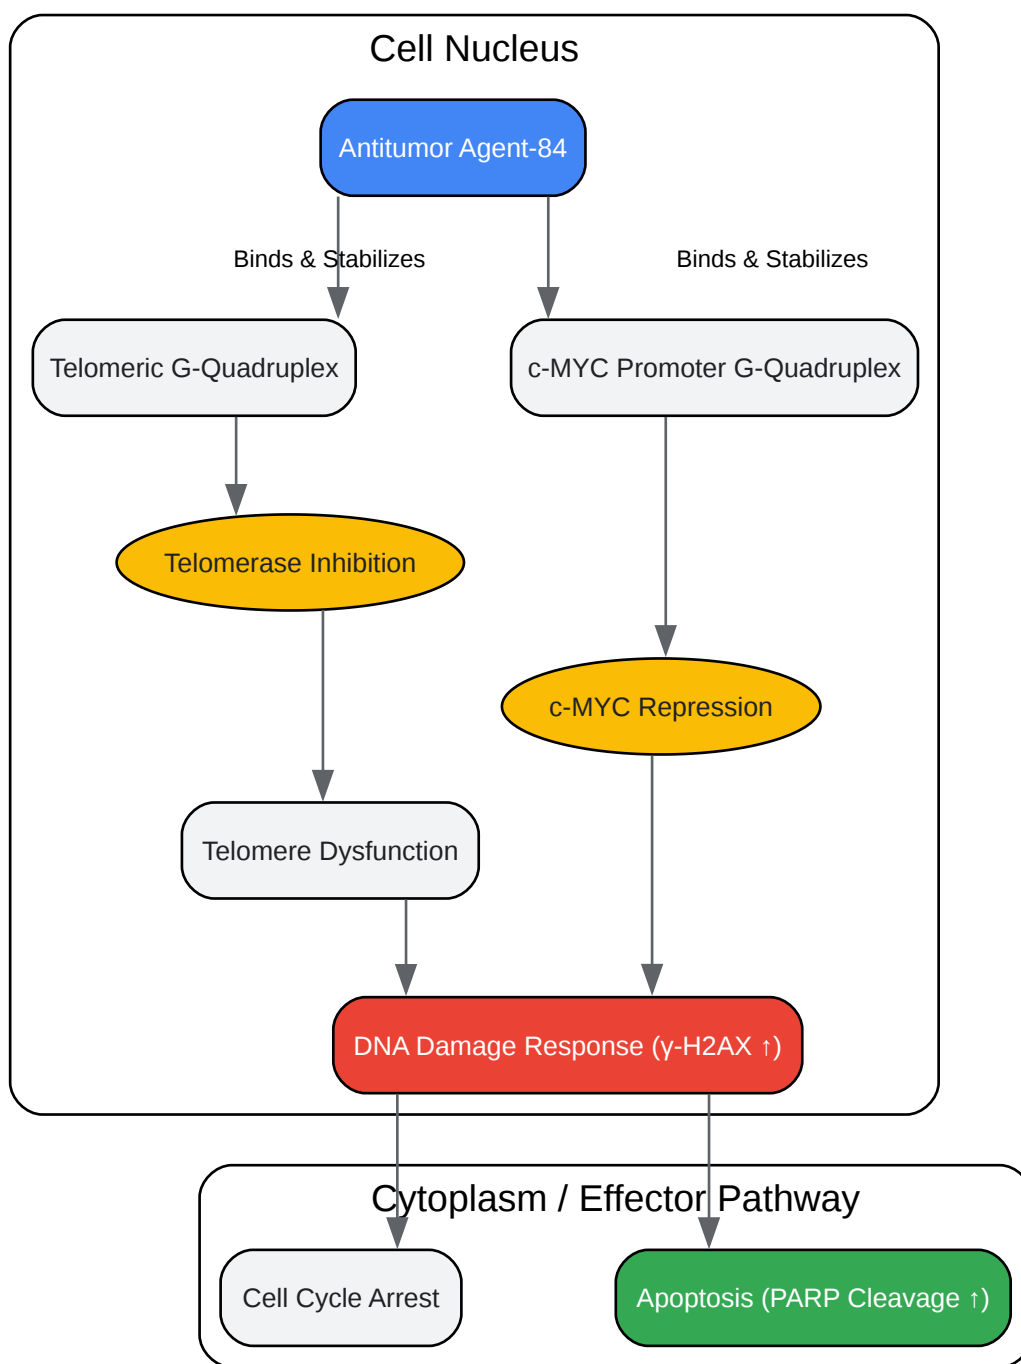 Cell Nucleus
Antitumor Agent-84
Binds & Stabilizes
Binds & Stabilizes
Telomeric G-Quadruplex
c-MYC Promoter G-Quadruplex
Telomerase Inhibition
c-MYC Repression
Telomere Dysfunction
DNA Damage Response (γ-H2AX ↑)
Cytoplasm / Effector Pathway
Cell Cycle Arrest
Apoptosis (PARP Cleavage ↑)